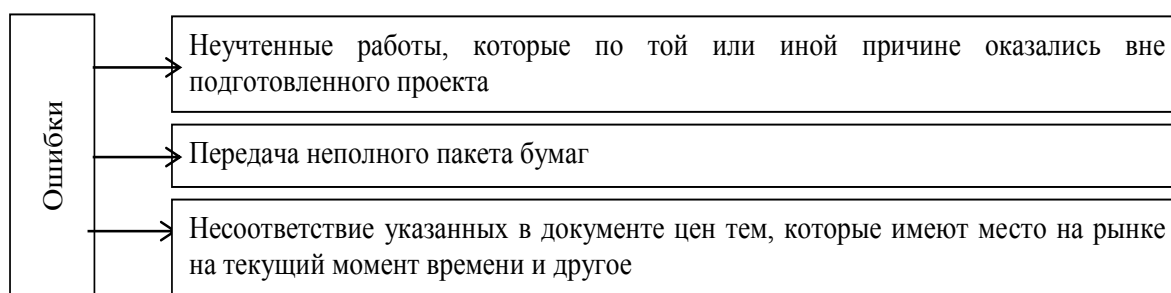 Ошибки
Неучтенные работы, которые по той или иной причине оказались вне
подготовленного проекта
Передача неполного пакета бумаг
Несоответствие указанных в документе цен тем, которые имеют место на рынке
на текущий момент времени и другое